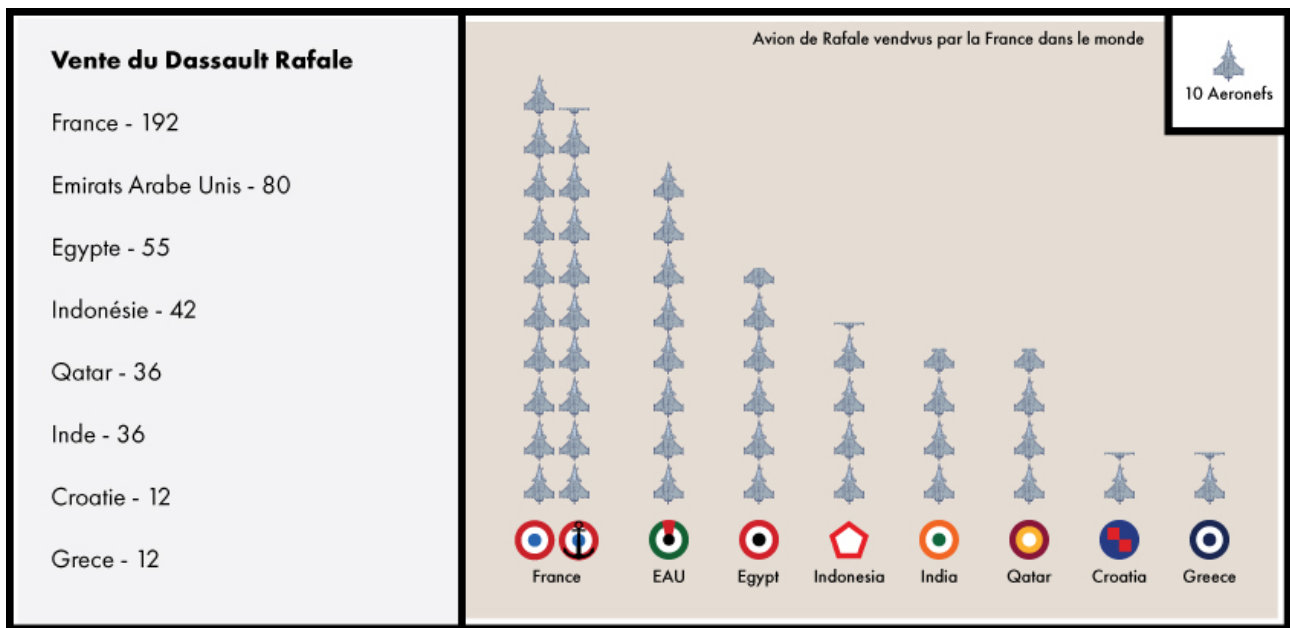 Vente du Dassault Rafale
France - 192
Emirats Arabe Unis - 80
Egypte - 55
Indonésie - 42
Qatar - 36
Inde - 36
Croatie - 12
Grece - 12
Avion de Rafale vendvus par la France dans le monde
10 Aeronefs
France EAU Egypt Indonesia India Qatar Croatia Greece